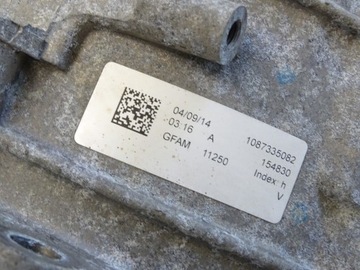 04/09/14 1087335082
03:16 A 154830
GFAM 11250 Index h
V